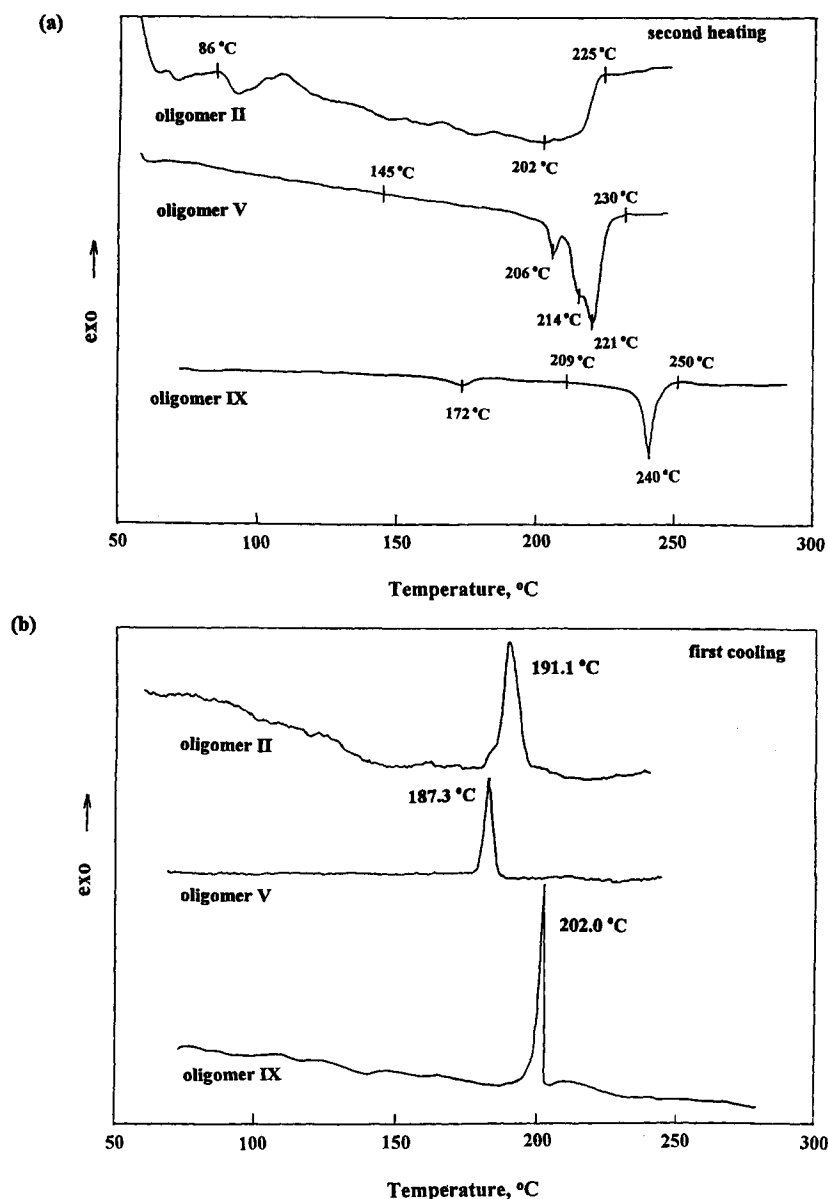 (a)
second heating
86 °C
225 °C
oligomer II
202 °C
145 °C
230 °C
oligomer V
206 °C
214 °C
221 °C
209 °C
250 °C
oligomer IX
172 °C
240 °C
exo →
50 100 150 200 250 300
Temperature, °C
(b)
first cooling
191.1 °C
oligomer II
187.3 °C
oligomer V
202.0 °C
oligomer IX
exo →
50 100 150 200 250 300
Temperature, °C